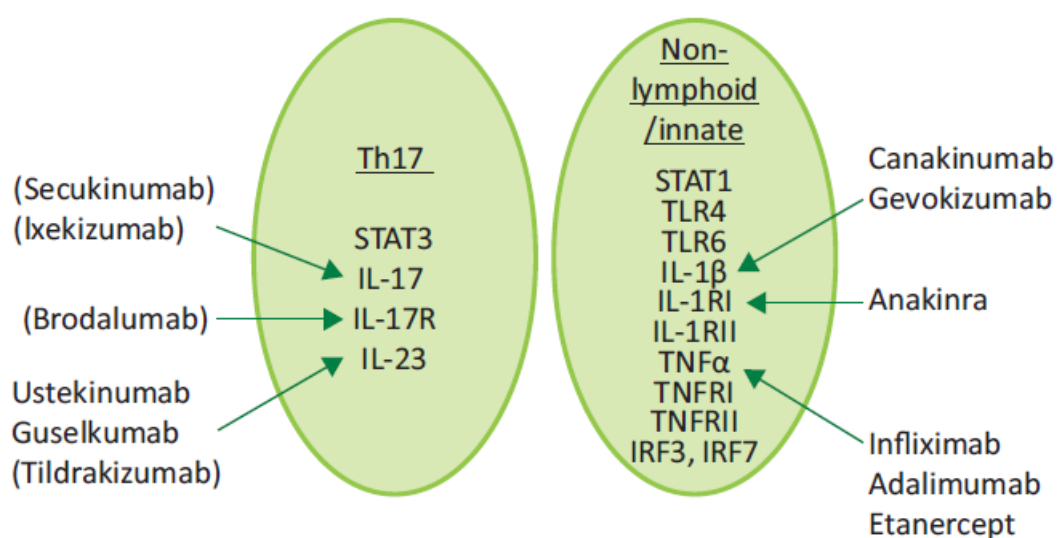 (Secukinumab)
(Ixekizumab)
(Brodalumab)
Ustekinumab
Guselkumab
(Tildrakizumab)
Th17
STAT3
IL-17
IL-17R
IL-23
Non-
lymphoid
/innate
STAT1
TLR4
TLR6
IL-1β
IL-1RI
IL-1RII
TNFα
TNFRI
TNFRII
IRF3, IRF7
Canakinumab
Gevokizumab
Anakinra
Infliximab
Adalimumab
Etanercept